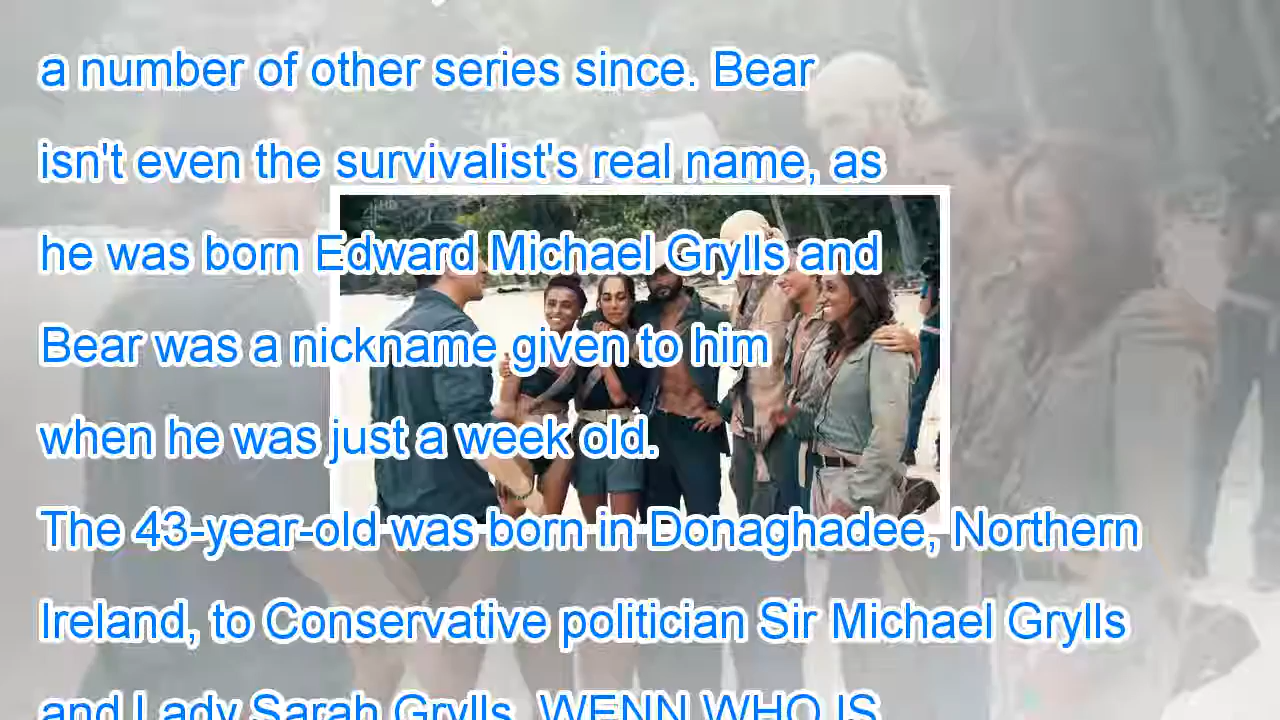 a number of other series since. Bear
isn't even the survivalist's real name, as
HD
he was born Edward Michael Grylls and
Bear was a nickname given to him
when he was just a week old.
The 43-year-old was born in Donaghadee, Northern
Ireland, to Conservative politician Sir Michael Grylls
and Lady Sarah Grylls. WENN WHO IS